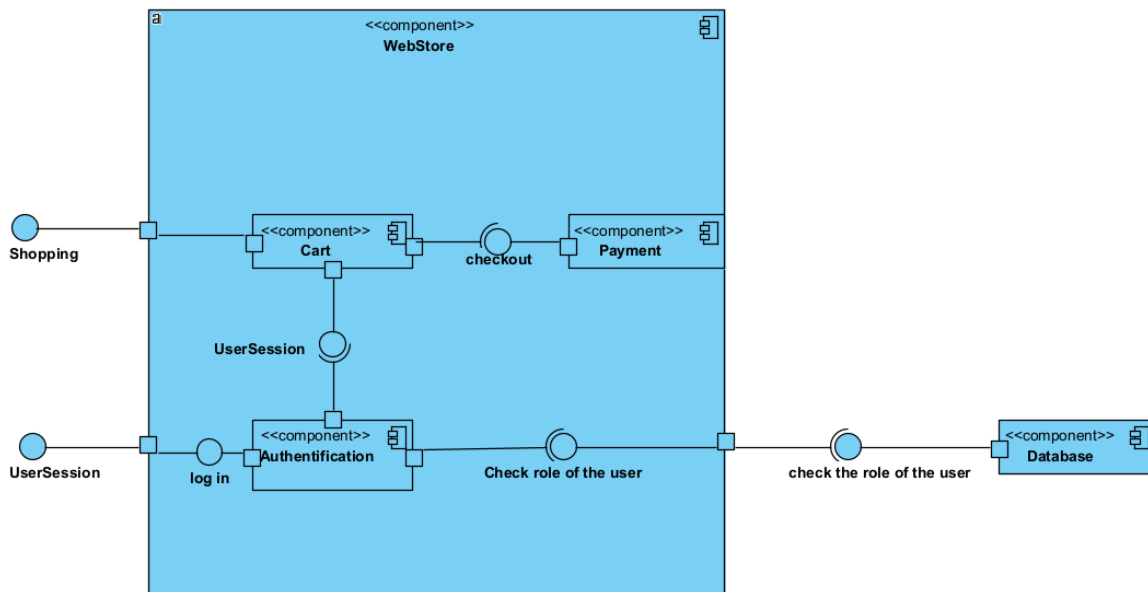 a
<<component>>
WebStore
Shopping
<<component>>
Cart
checkout
<<component>>
Payment
UserSession
UserSession
log in
<<component>>
Authentification
Check role of the user
check the role of the user
<<component>>
Database